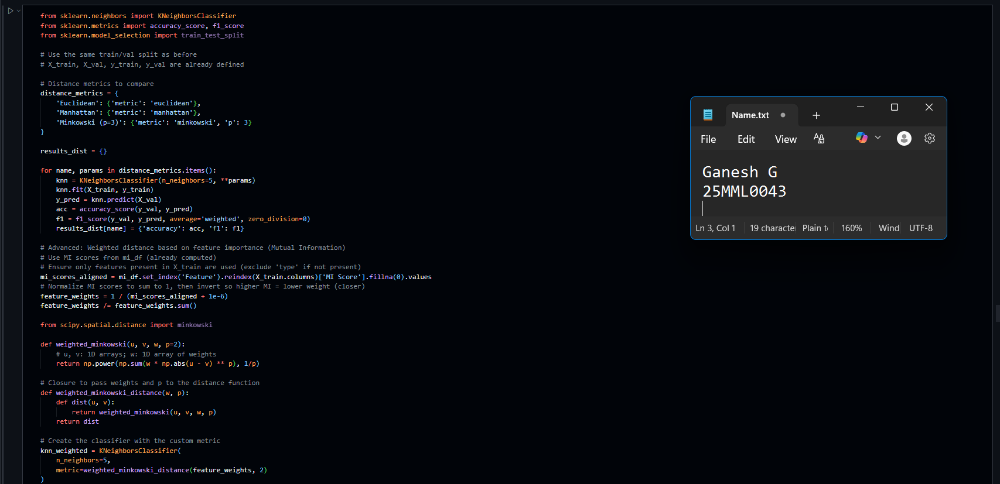 from sklearn.neighbors import KNeighborsClassifier
from sklearn.metrics import accuracy_score, f1_score
from sklearn.model_selection import train_test_split

# Use the same train/val split as before
# X_train, X_val, y_train, y_val are already defined

# Distance metrics to compare
distance_metrics = {
    'Euclidean': {'metric': 'euclidean'},
    'Manhattan': {'metric': 'manhattan'},
    'Minkowski (p=3)': {'metric': 'minkowski', 'p': 3}
}

results_dist = {}

for name, params in distance_metrics.items():
    knn = KNeighborsClassifier(n_neighbors=5, **params)
    knn.fit(X_train, y_train)
    y_pred = knn.predict(X_val)
    acc = accuracy_score(y_val, y_pred)
    f1 = f1_score(y_val, y_pred, average='weighted', zero_division=0)
    results_dist[name] = {'accuracy': acc, 'f1': f1}

# Advanced: Weighted distance based on feature importance (Mutual Information)
# Use MI scores from mi_df (already computed)
# Ensure only features present in X_train are used (exclude 'type' if not present)
mi_scores_aligned = mi_df.set_index('Feature').reindex(X_train.columns)['MI Score'].fillna(0).values
# Normalize MI scores to sum to 1, then invert so higher MI = lower weight (closer)
feature_weights = 1 / (mi_scores_aligned + 1e-6)
feature_weights /= feature_weights.sum()

from scipy.spatial.distance import minkowski

def weighted_minkowski(u, v, w, p=2):
    # u, v: 1D arrays; w: 1D array of weights
    return np.power(np.sum(w * np.abs(u - v) ** p), 1/p)

# Closure to pass weights and p to the distance function
def weighted_minkowski_distance(w, p):
    def dist(u, v):
        return weighted_minkowski(u, v, w, p)
    return dist

# Create the classifier with the custom metric
knn_weighted = KNeighborsClassifier(
    n_neighbors=5,
    metric=weighted_minkowski_distance(feature_weights, 2)
)
Name.txt
File Edit View
Ganesh G
25MML0043
Ln 3, Col 1 19 characte Plain t 160% Wind UTF-8